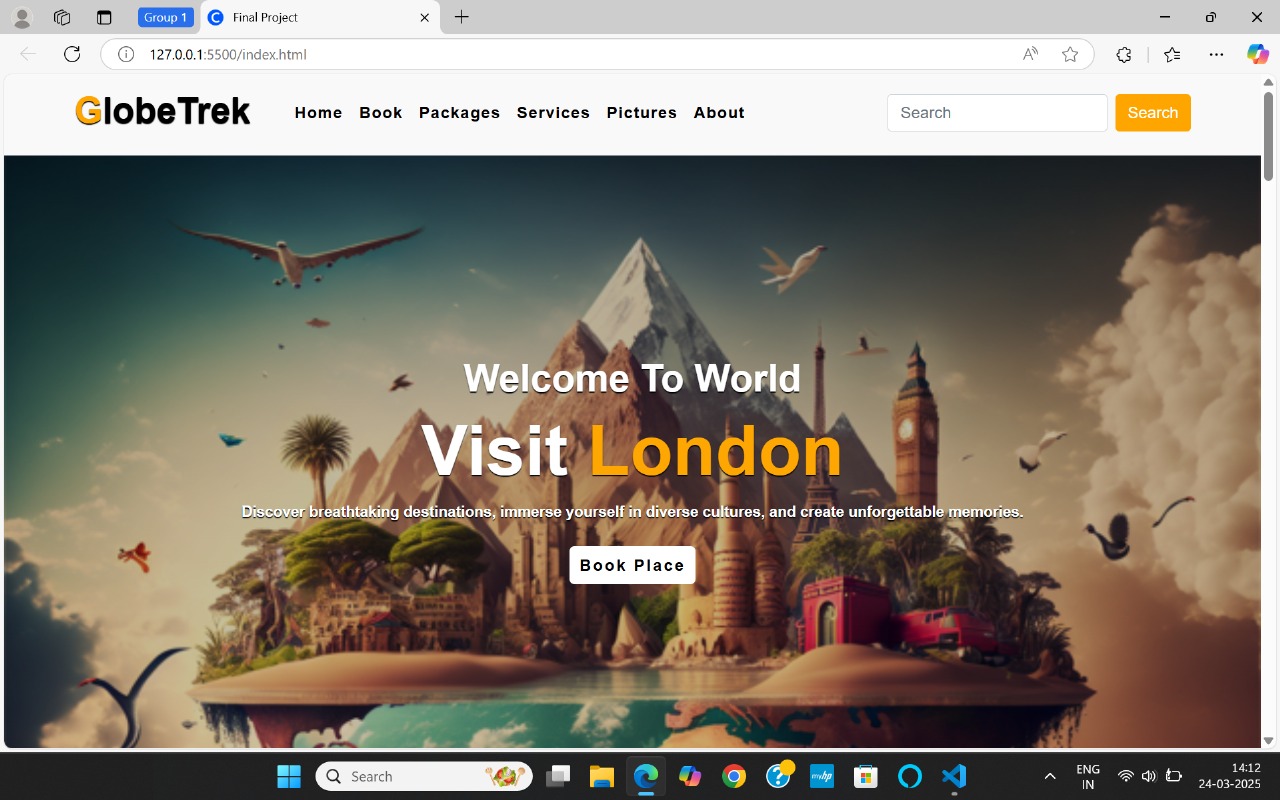 Group 1
Final Project
127.0.0.1:5500/index.html
GlobeTrek
Home Book Packages Services Pictures About
Search
Search
Welcome To World
Visit London
Discover breathtaking destinations, immerse yourself in diverse cultures, and create unforgettable memories.
Book Place
Search
myhp
ENG
IN
14:12
24-03-2025